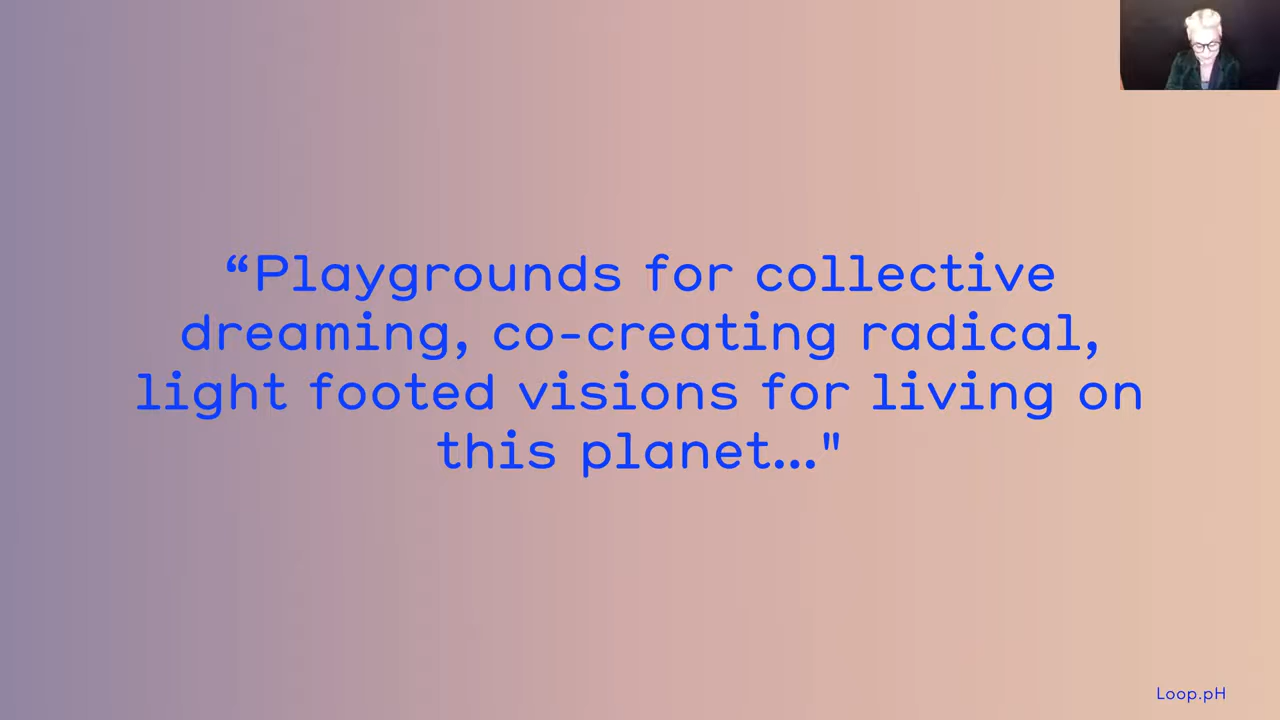 “Playgrounds for collective
dreaming, co-creating radical,
light footed visions for living on
this planet..."
Loop.pH